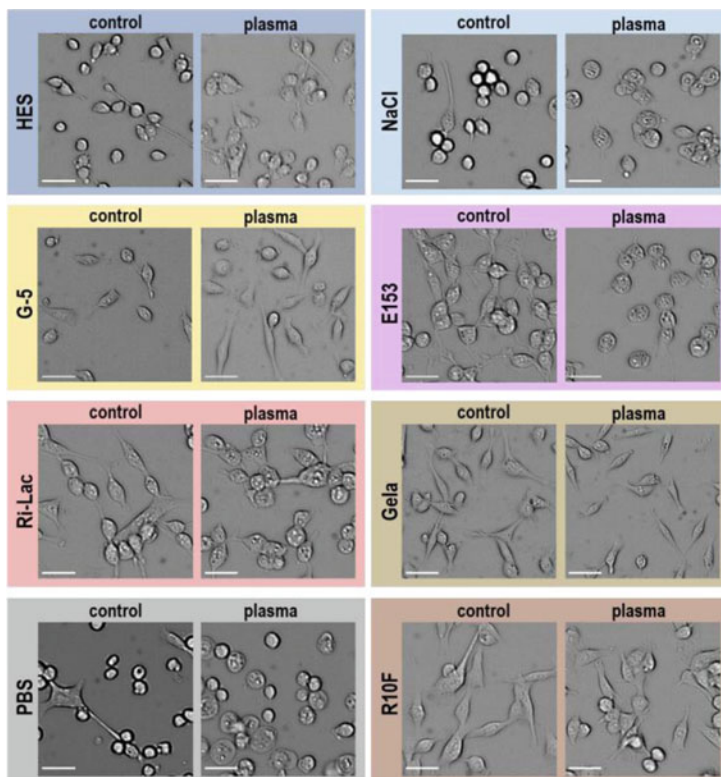 control plasma
HES
control plasma
NaCl
control plasma
G-5
control plasma
E153
control plasma
Ri-Lac
control plasma
Gela
control plasma
PBS
control plasma
R10F